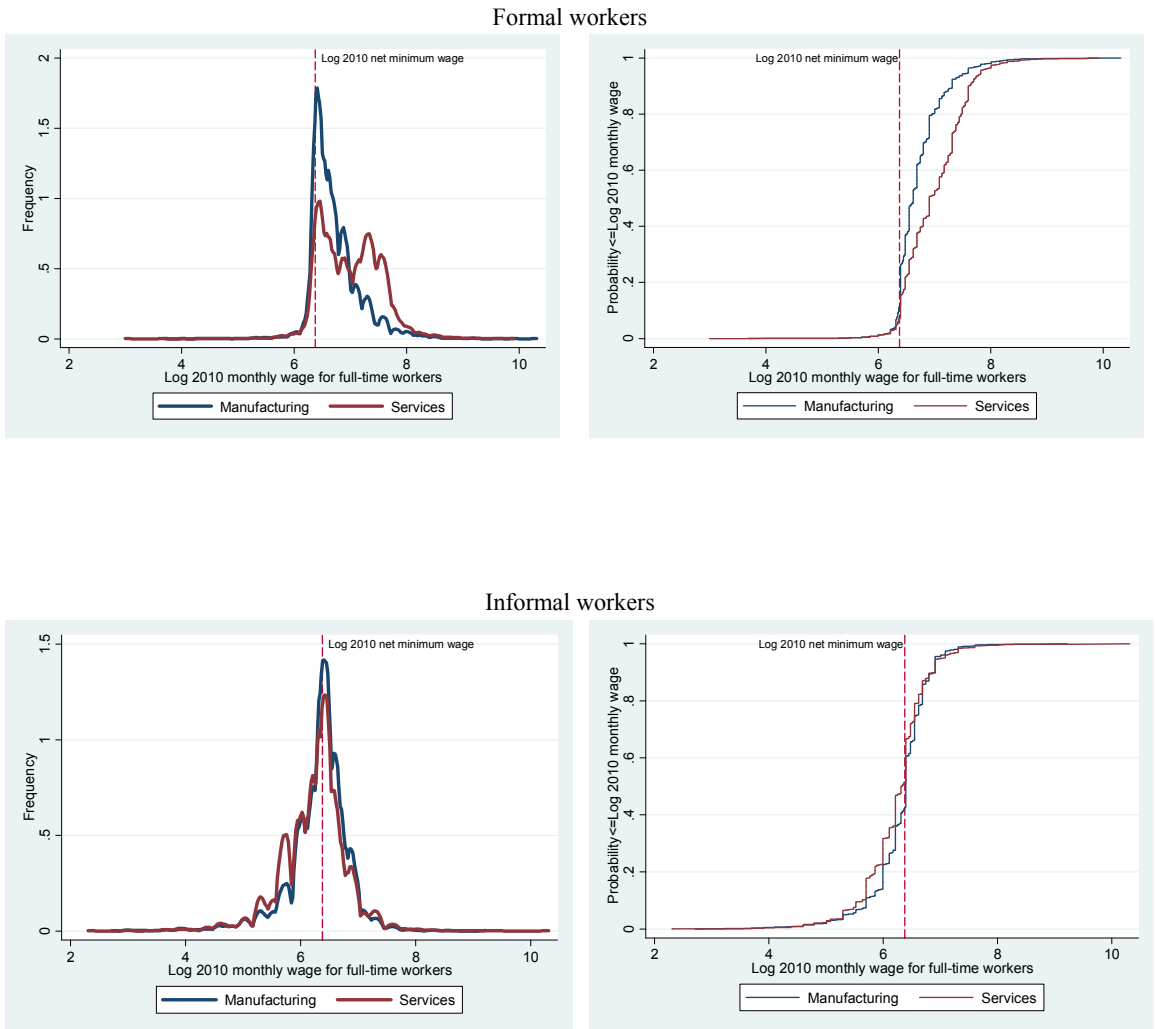 Formal workers
Log 2010 net minimum wage
Frequency
0
.5
1
1.5
2
2
4
6
8
10
Log 2010 monthly wage for full-time workers
Manufacturing
Services
Log 2010 net minimum wage
Probability<=Log 2010 monthly wage
0
.2
.4
.6
.8
1
2
4
6
8
10
Log 2010 monthly wage for full-time workers
Manufacturing
Services
Informal workers
Log 2010 net minimum wage
Frequency
0
.5
1
1.5
2
4
6
8
10
Log 2010 monthly wage for full-time workers
Manufacturing
Services
Log 2010 net minimum wage
Probability<=Log 2010 monthly wage
0
.2
.4
.6
.8
1
2
4
6
8
10
Log 2010 monthly wage for full-time workers
Manufacturing
Services